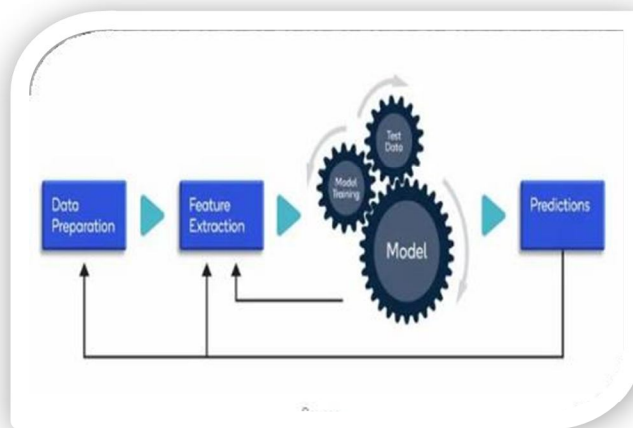 Data
Preparation
Feature
Extraction
Model
Training
Test
Data
Model
Predictions